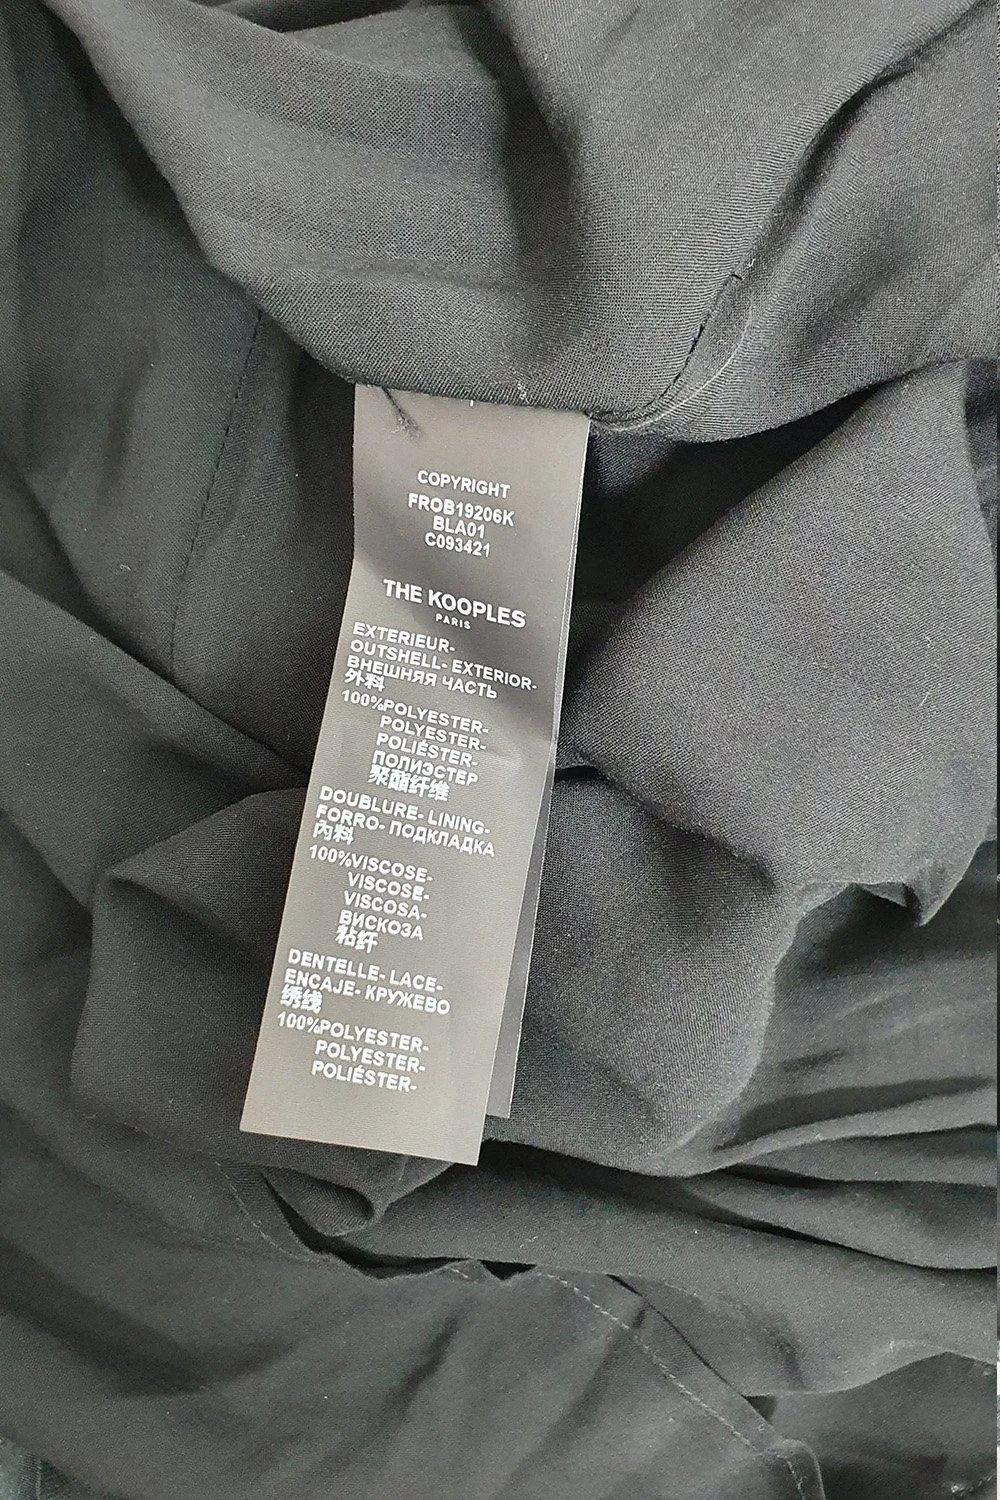 COPYRIGHT
FROB19206K
BLA01
C093421
THE KOOPLES
PARIS
EXTERIEUR-
OUTSHELL- EXTERIOR-
ВНЕШНЯЯ ЧАСТЬ
外料
100%POLYESTER-
POLYESTER-
POLIÉSTER-
ПОЛИЭСТЕР
聚酯纤维
DOUBLURE- LINING-
FORRO- ПОДКЛАДКА
內料
100%VISCOSE-
VISCOSE-
VISCOSA-
ВИСКОЗА
粘纤
DENTELLE- LACE-
ENCAJE- КРУЖЕВО
绣线
100%POLYESTER-
POLYESTER-
POLIÉSTER-